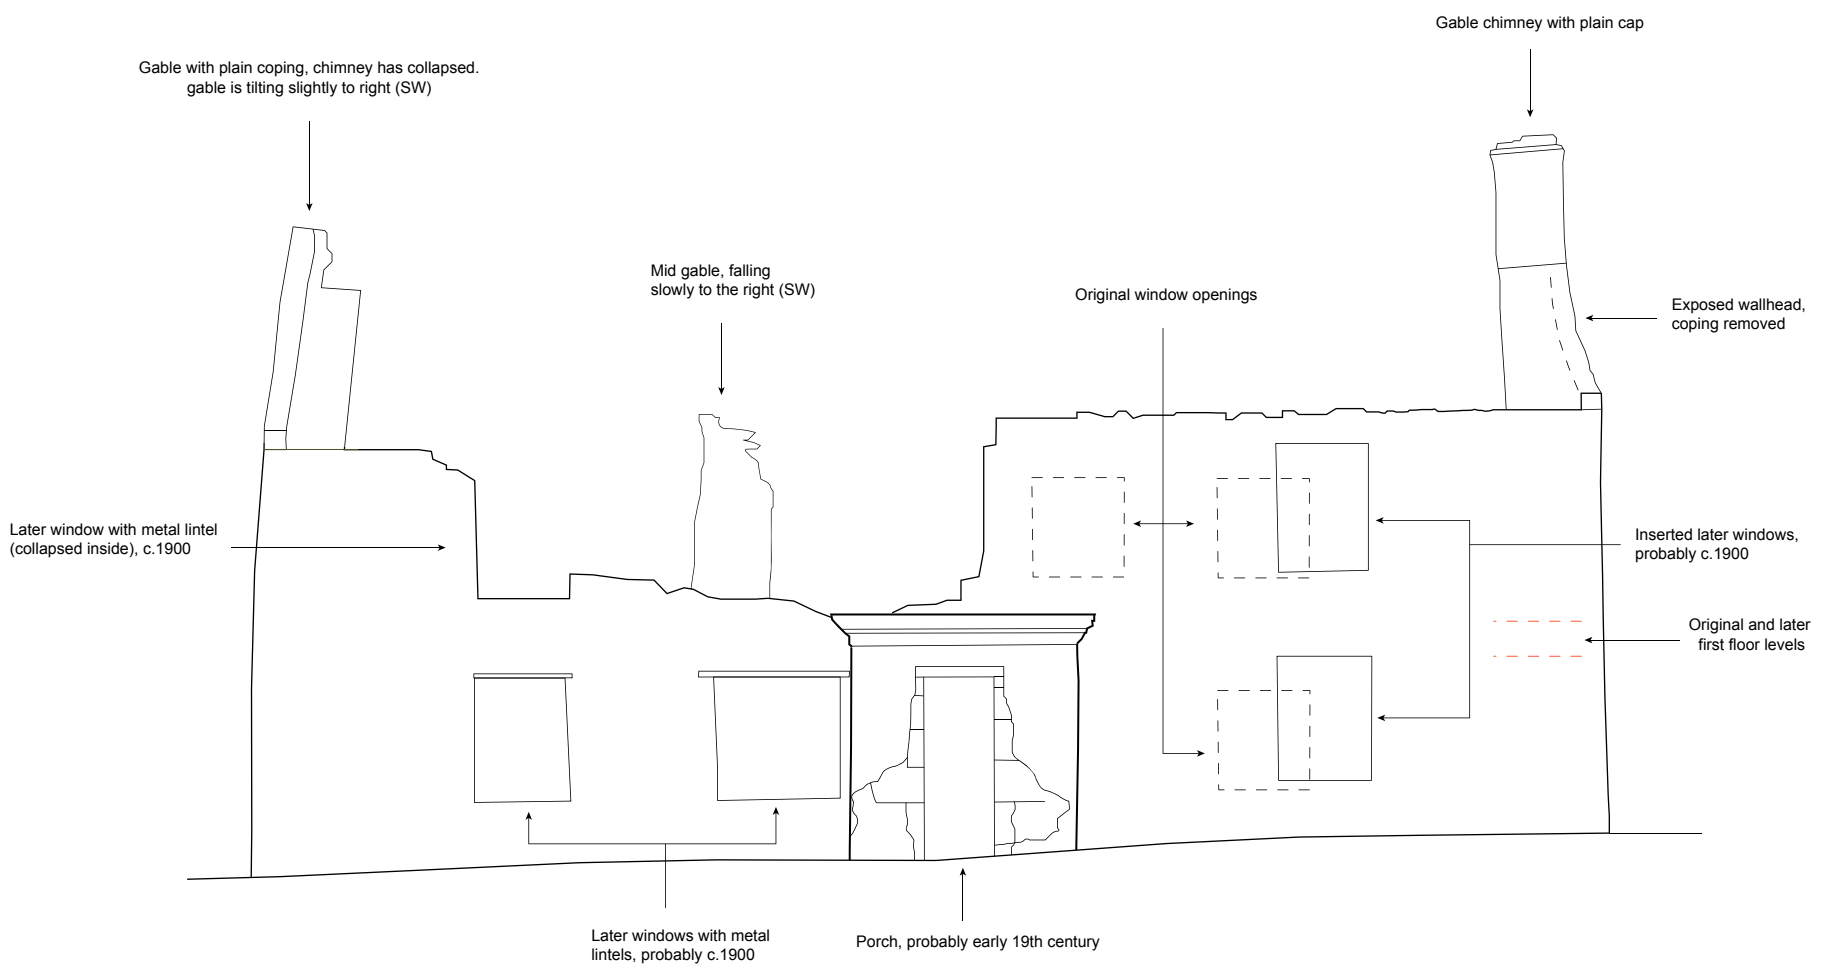 Gable chimney with plain cap
Gable with plain coping, chimney has collapsed.
gable is tilting slightly to right (SW)
Mid gable, falling
slowly to the right (SW)
Original window openings
Exposed wallhead,
coping removed
Later window with metal lintel
(collapsed inside), c.1900
Inserted later windows,
probably c.1900
Original and later
first floor levels
Later windows with metal
lintels, probably c.1900
Porch, probably early 19th century